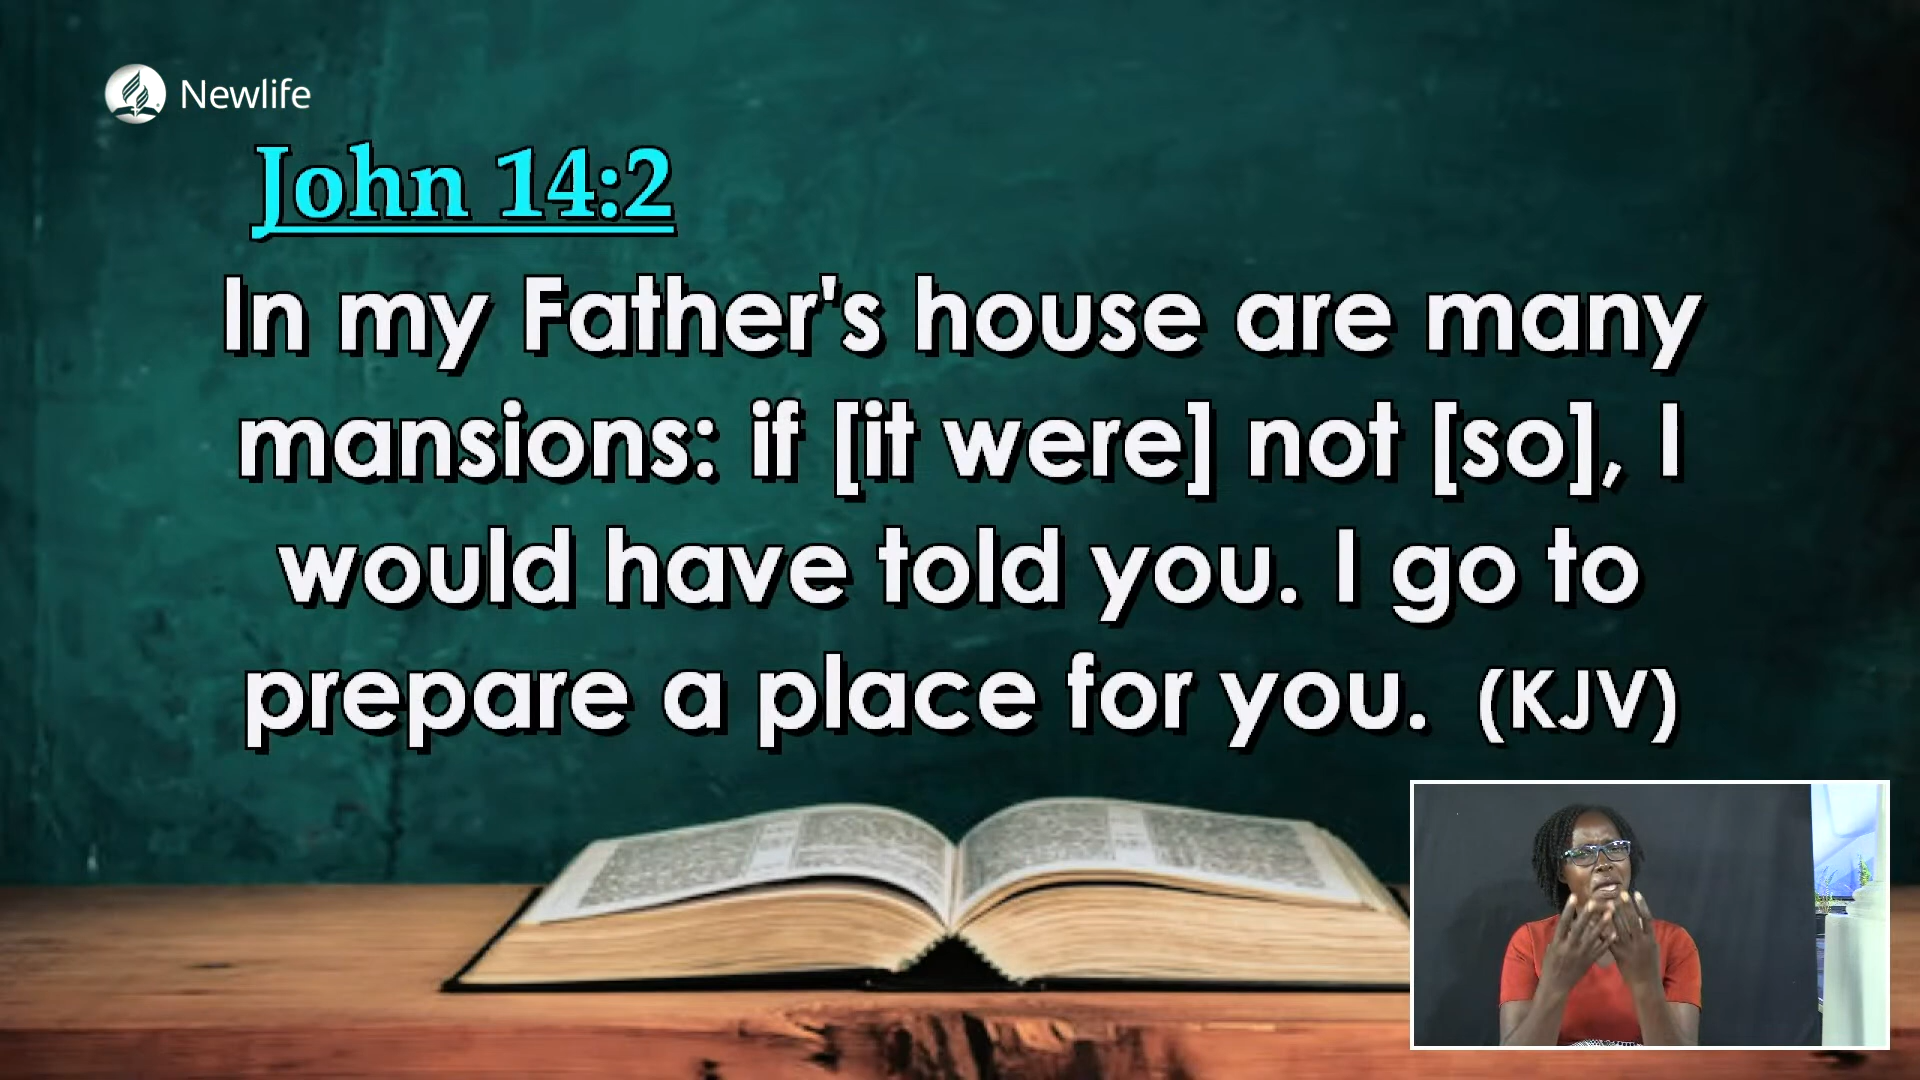 Newlife
John 14:2
In my Father's house are many
mansions: if [it were] not [so], I
would have told you. I go to
prepare a place for you. (KJV)